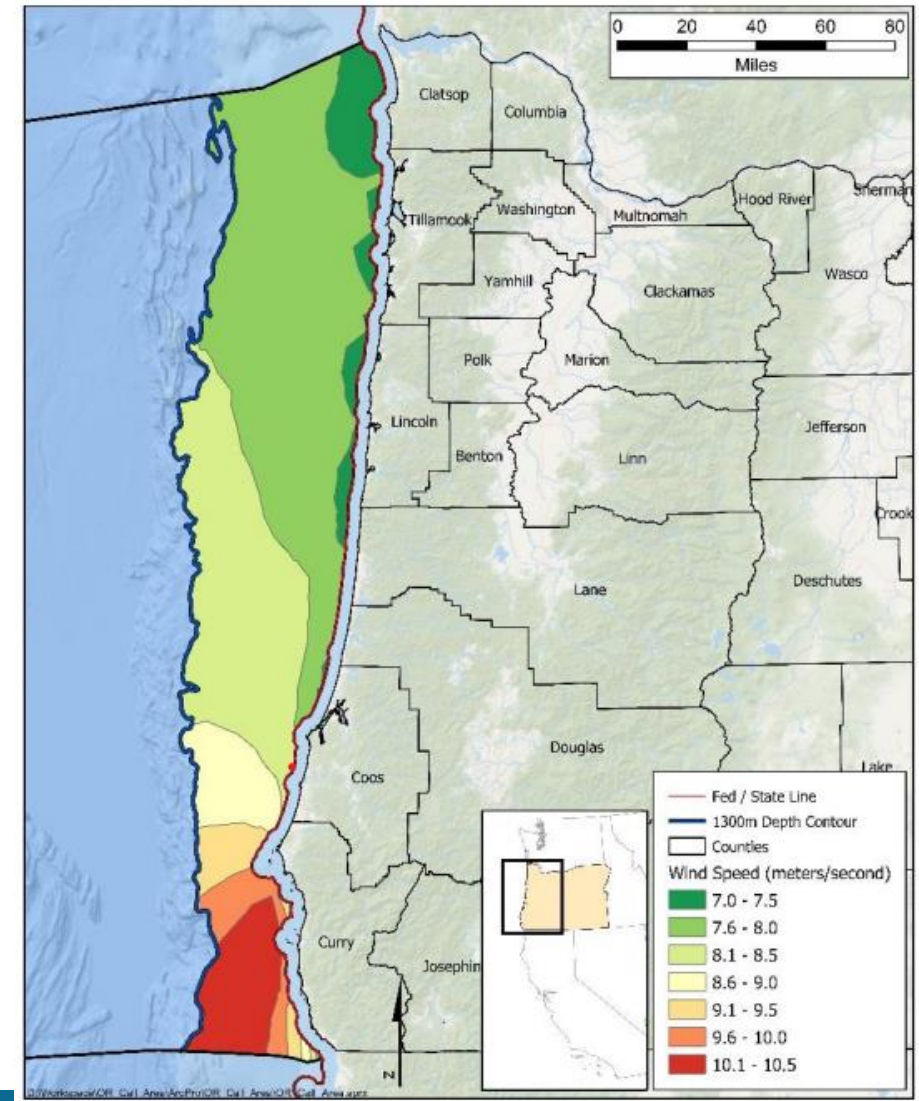 0 20 40 60 80
Miles
Clatsop
Columbia
Tillamook
Washington
Multnomah
Hood River
Sherman
Wasco
Yamhill
Clackamas
Polk
Marion
Lincoln
Benton
Linn
Jefferson
Crook
Lane
Deschutes
Douglas
Coos
Lake
Curry
Josephin
N
Fed / State Line
1300m Depth Contour
Counties
Wind Speed (meters/second)
7.0 - 7.5
7.6 - 8.0
8.1 - 8.5
8.6 - 9.0
9.1 - 9.5
9.6 - 10.0
10.1 - 10.5